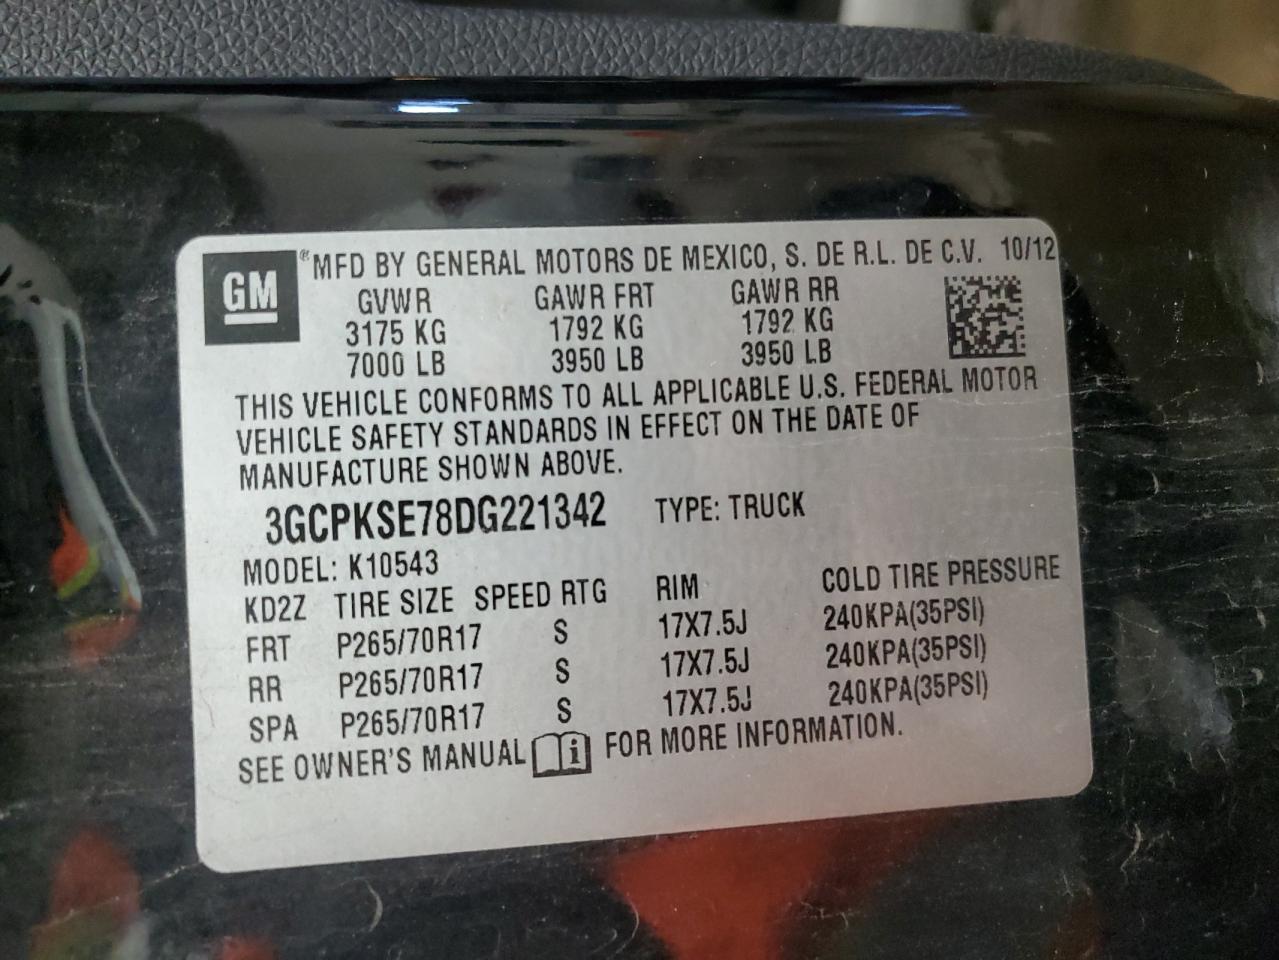 GM ® MFD BY GENERAL MOTORS DE MEXICO, S. DE R.L. DE C.V. 10/12
GVWR GAWR FRT GAWR RR
3175 KG 1792 KG 1792 KG
7000 LB 3950 LB 3950 LB
THIS VEHICLE CONFORMS TO ALL APPLICABLE U.S. FEDERAL MOTOR
VEHICLE SAFETY STANDARDS IN EFFECT ON THE DATE OF
MANUFACTURE SHOWN ABOVE.
3GCPKSE78DG221342 TYPE: TRUCK
MODEL: K10543
KD2Z TIRE SIZE SPEED RTG RIM COLD TIRE PRESSURE
FRT P265/70R17 S 17X7.5J 240KPA(35PSI)
RR P265/70R17 S 17X7.5J 240KPA(35PSI)
SPA P265/70R17 S 17X7.5J 240KPA(35PSI)
SEE OWNER'S MANUAL i FOR MORE INFORMATION.